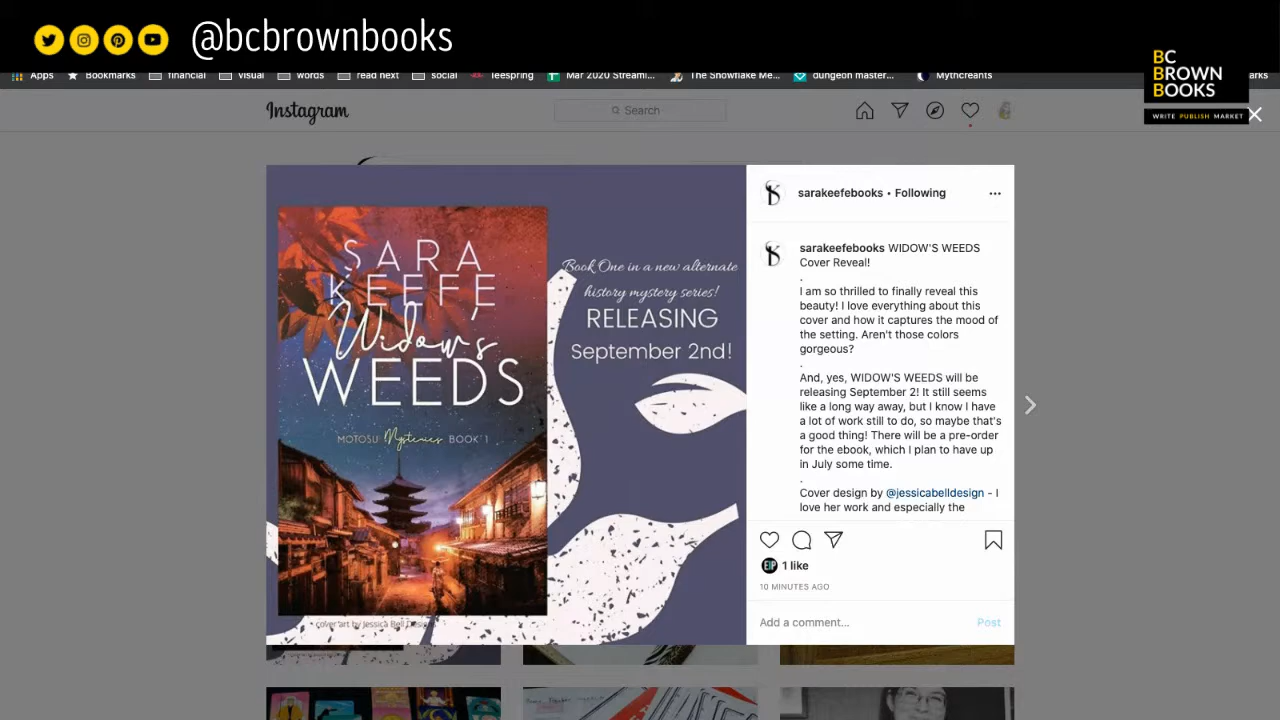 @bcbrownbooks
BC
BROWN
BOOKS
WRITE PUBLISH MARKET
Apps Bookmarks financial visual words read next social Teespring Mar 2020 Streami... The Snowflake Me... dungeon master... Mythcreants
Instagram
Search
SARA
KEEFE
Widow's
WEEDS
MOTOSU Mysteries BOOK 1
cover art by Jessica Bell Design
Book One in a new alternate
history mystery series!
RELEASING
September 2nd!
sarakeefebooks • Following
sarakeefebooks WIDOW'S WEEDS
Cover Reveal!
.
I am so thrilled to finally reveal this
beauty! I love everything about this
cover and how it captures the mood of
the setting. Aren't those colors
gorgeous?
.
And, yes, WIDOW'S WEEDS will be
releasing September 2! It still seems
like a long way away, but I know I have
a lot of work still to do, so maybe that's
a good thing! There will be a pre-order
for the ebook, which I plan to have up
in July some time.
.
Cover design by @jessicabelldesign - I
love her work and especially the
1 like
10 MINUTES AGO
Add a comment... Post